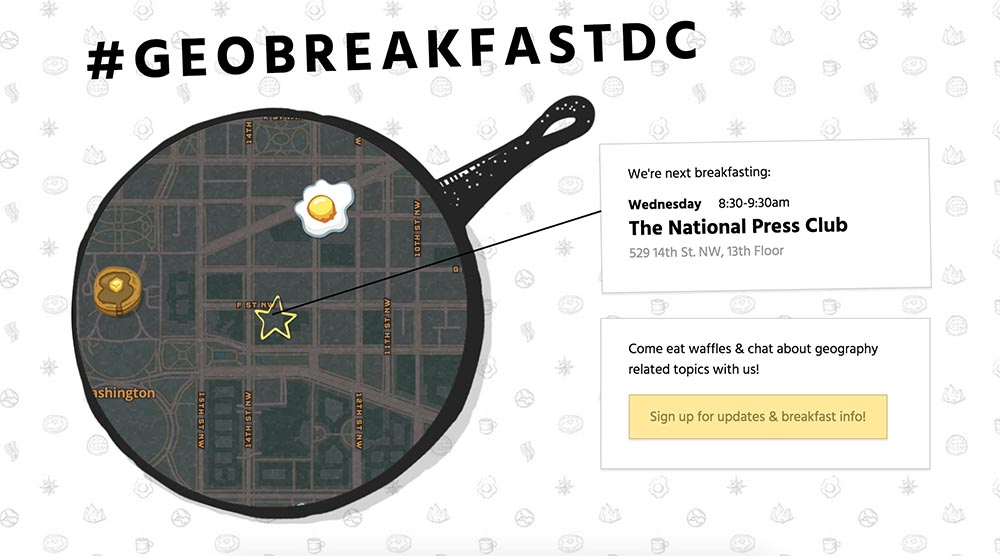 #GEOBREAKFASTDC
We're next breakfasting:
Wednesday 8:30-9:30am
The National Press Club
529 14th St. NW, 13th Floor
Come eat waffles & chat about geography
related topics with us!
Sign up for updates & breakfast info!
14TH
W
10TH ST NW
G
F ST NW
11TH ST NW
ashington
15TH ST NW
14TH ST NW
12TH ST NW